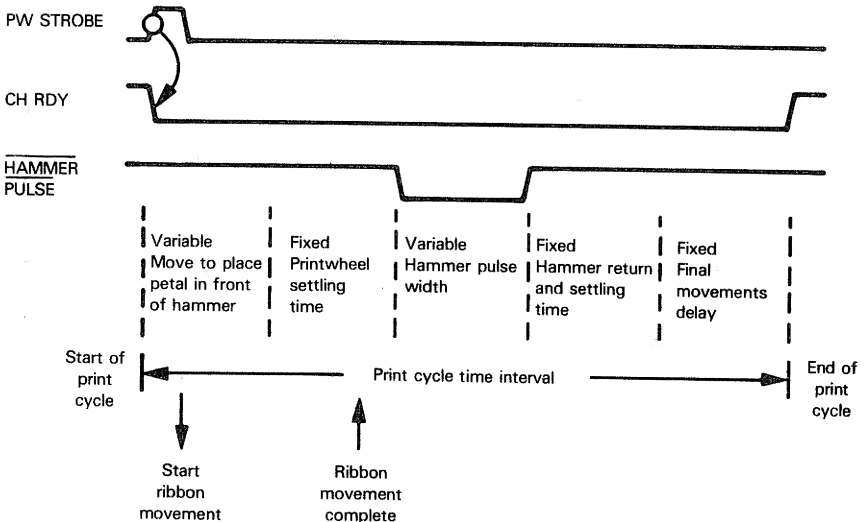 PW STROBE
CH RDY
HAMMER
PULSE
Variable
Move to place
petal in front
of hammer
Fixed
Printwheel
settling
time
Variable
Hammer pulse
width
Fixed
Hammer return
and settling
time
Fixed
Final
movements
delay
Start of
print
cycle
Print cycle time interval
End of
print
cycle
Start
ribbon
movement
Ribbon
movement
complete